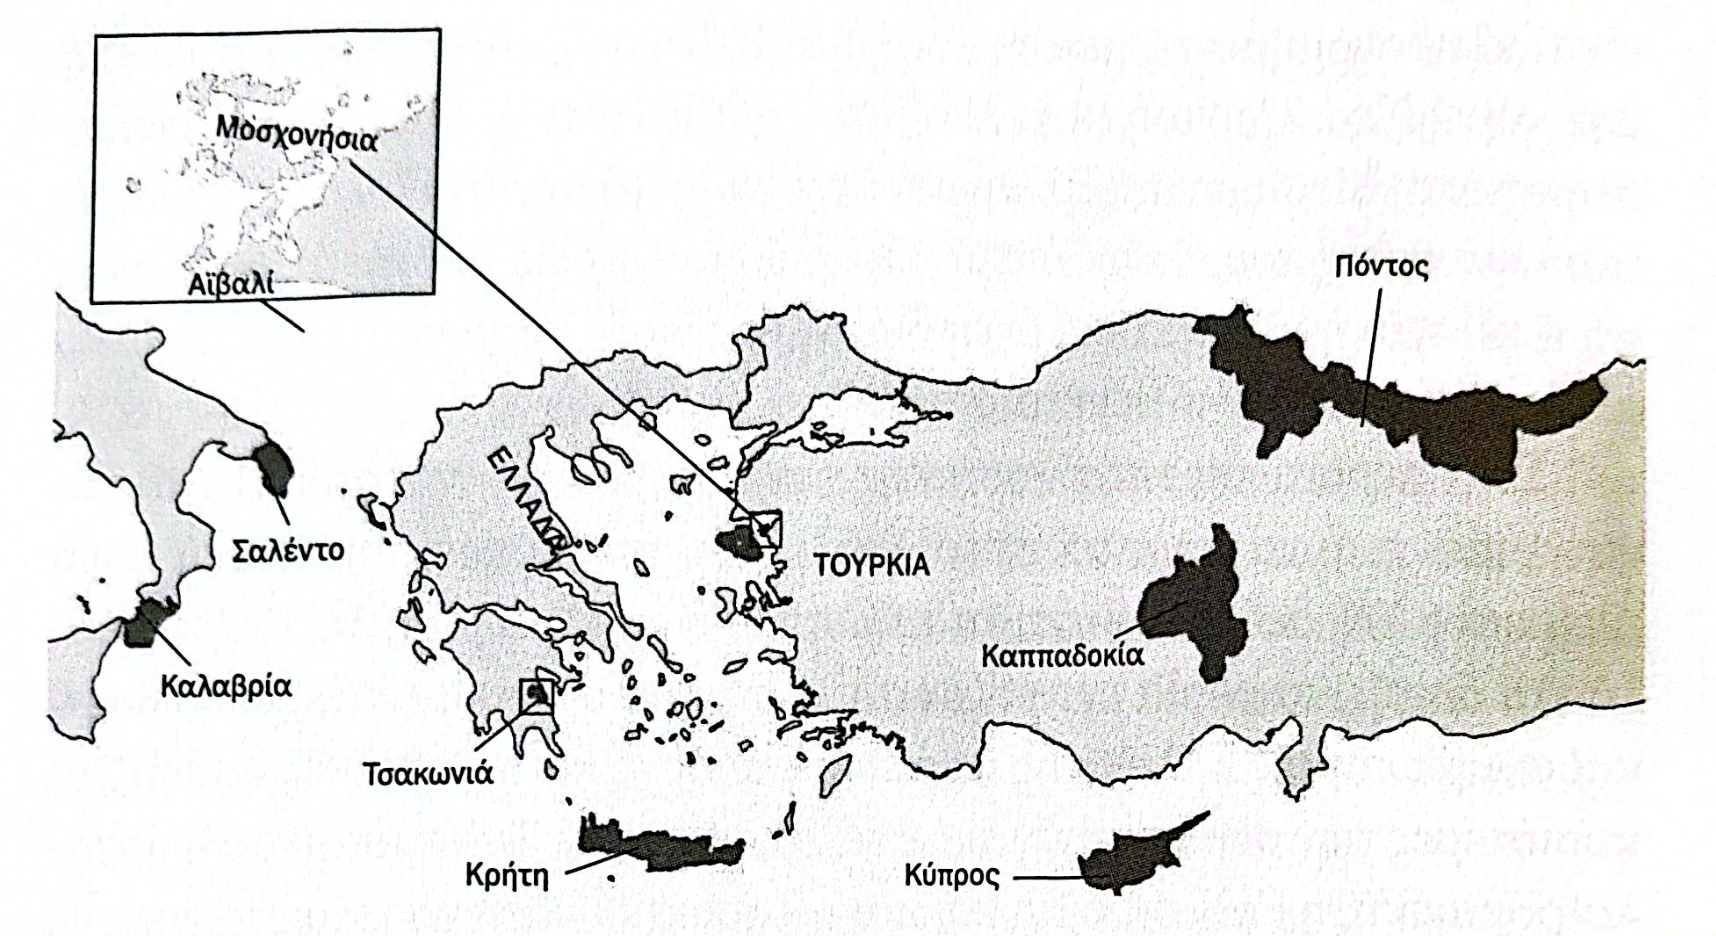 Μοσχονήσια
Αϊβαλί
Πόντος
ΕΛΛΑΔΑ
Σαλέντο
ΤΟΥΡΚΙΑ
Καππαδοκία
Καλαβρία
Τσακωνιά
Κρήτη
Κύπρος